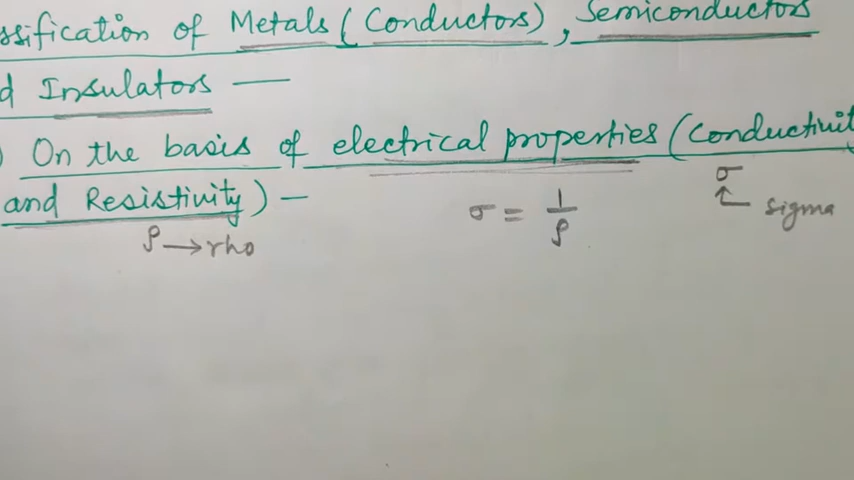 ssification of Metals (Conductors), Semiconductors
d Insulators —
) On the basis of electrical properties (Conductivit
and Resistivity) —
σ
σ = 1/ρ
sigma
ρ → rho